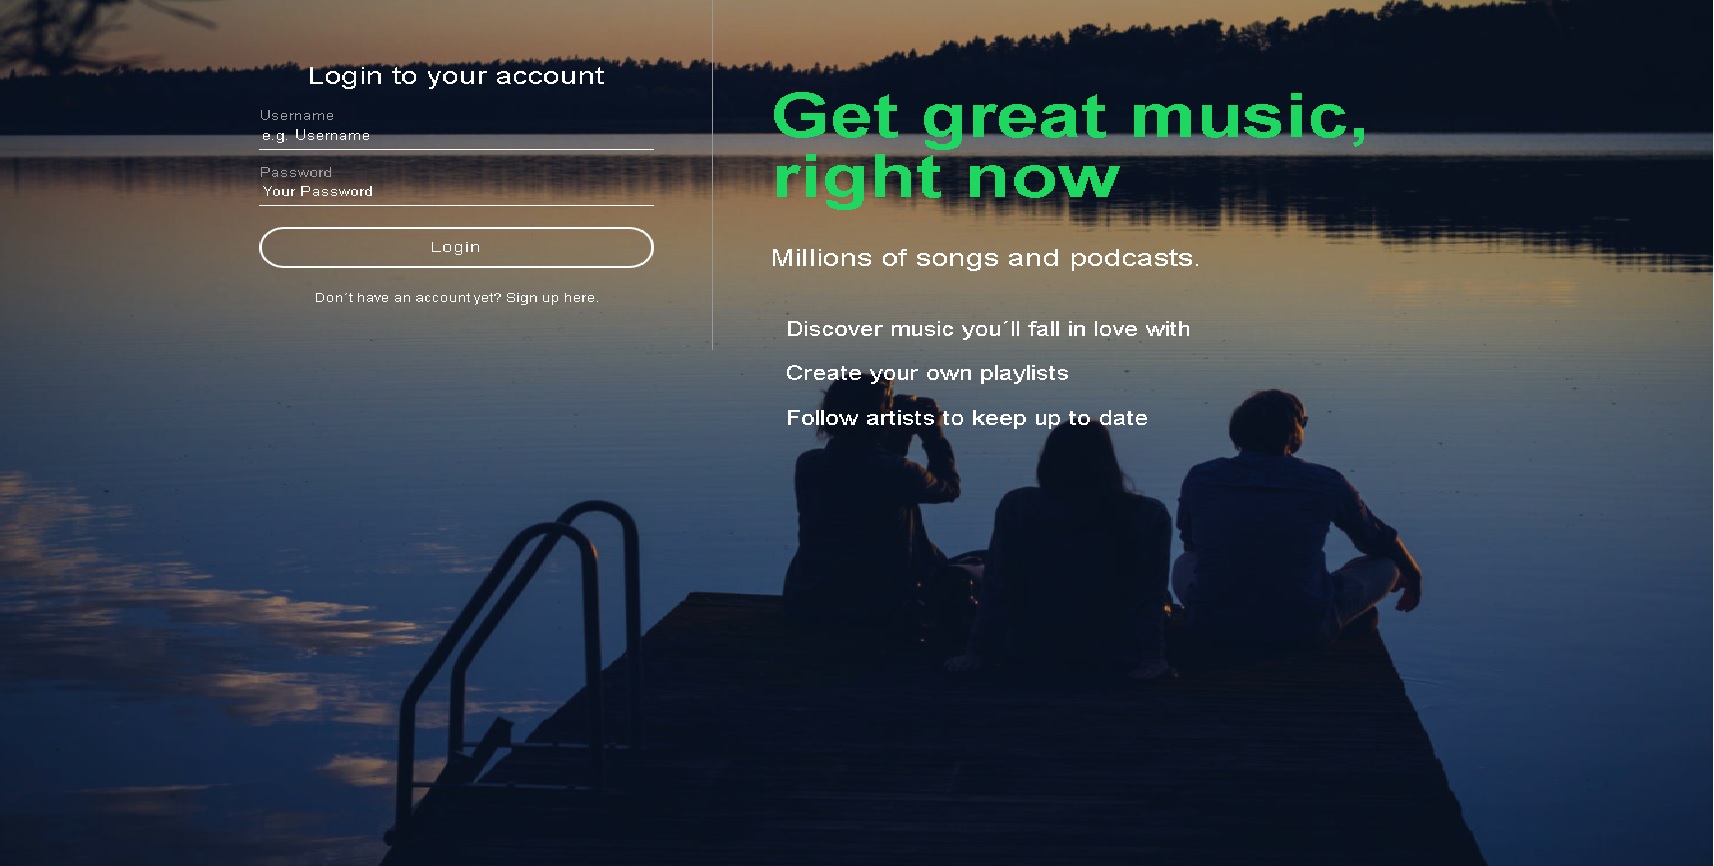 Login to your account
Username
e.g. Username
Password
Your Password
Login
Don´t have an account yet? Sign up here.
Get great music,
right now
Millions of songs and podcasts.
Discover music you´ll fall in love with
Create your own playlists
Follow artists to keep up to date